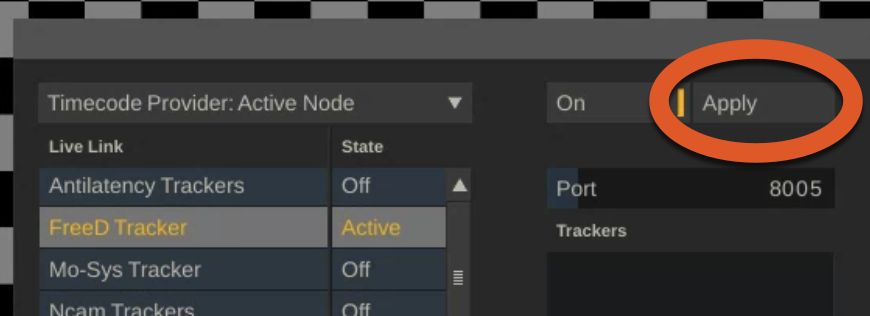 Timecode Provider: Active Node
On
Apply
Live Link
State
Antilatency Trackers
Off
Port
8005
FreeD Tracker
Active
Trackers
Mo-Sys Tracker
Off
Ncam Trackers
Off